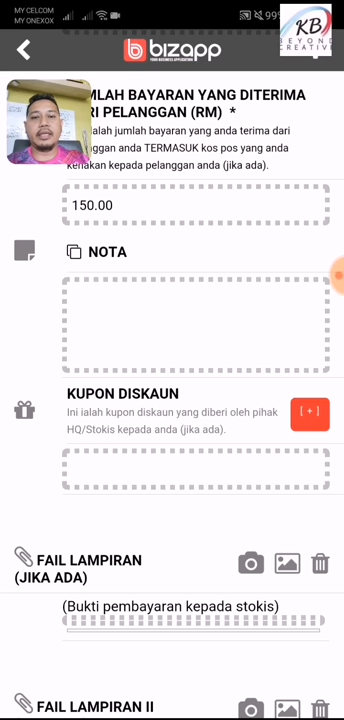 MY CELCOM
MY ONEXOX
99%
KB
BEYOND
CREATIVE
bizapp
YOUR BUSINESS APPLICATION
MLAH BAYARAN YANG DITERIMA
RI PELANGGAN (RM) *
alah jumlah bayaran yang anda terima dari
nggan anda TERMASUK kos pos yang anda
kenakan kepada pelanggan anda (jika ada).
150.00
NOTA
KUPON DISKAUN
Ini ialah kupon diskaun yang diberi oleh pihak
HQ/Stokis kepada anda (jika ada).
[ + ]
FAIL LAMPIRAN
(JIKA ADA)
(Bukti pembayaran kepada stokis)
FAIL LAMPIRAN II